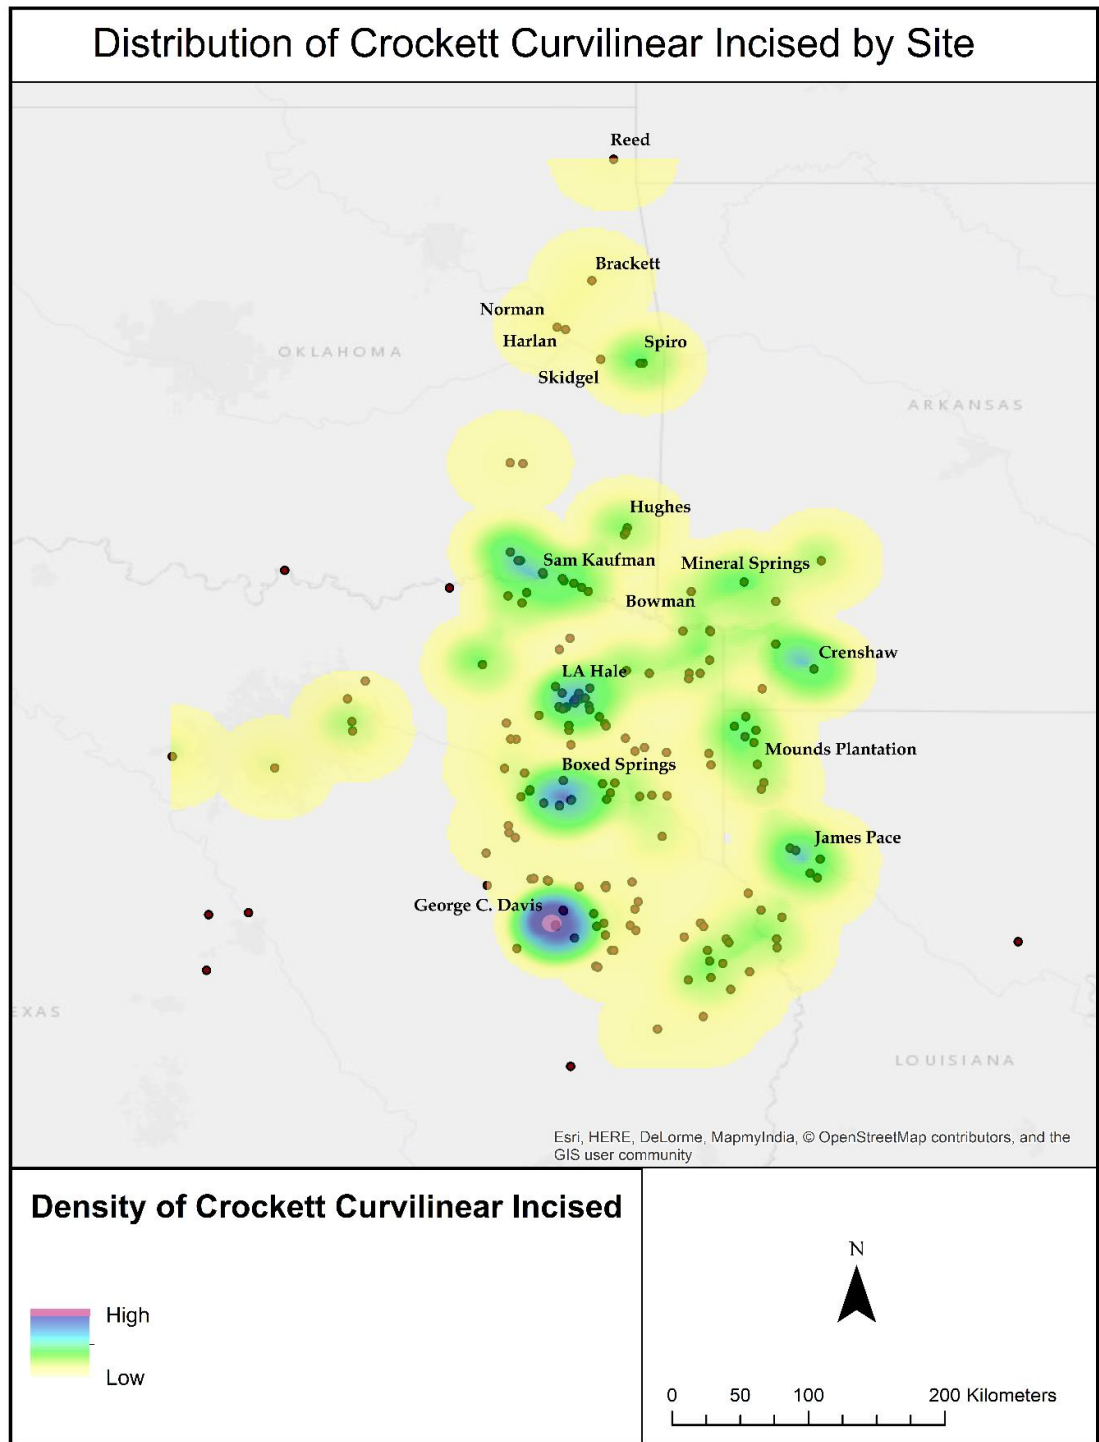 Distribution of Crockett Curvilinear Incised by Site
Reed
Brackett
Norman
Harlan
Spiro
OKLAHOMA
Skidgel
ARKANSAS
Hughes
Sam Kaufman
Mineral Springs
Bowman
Crenshaw
LA Hale
Mounds Plantation
Boxed Springs
James Pace
George C. Davis
EXAS
LOUISIANA
Esri, HERE, DeLorme, MapmyIndia, © OpenStreetMap contributors, and the
GIS user community
Density of Crockett Curvilinear Incised
High
Low
N
0 50 100 200 Kilometers